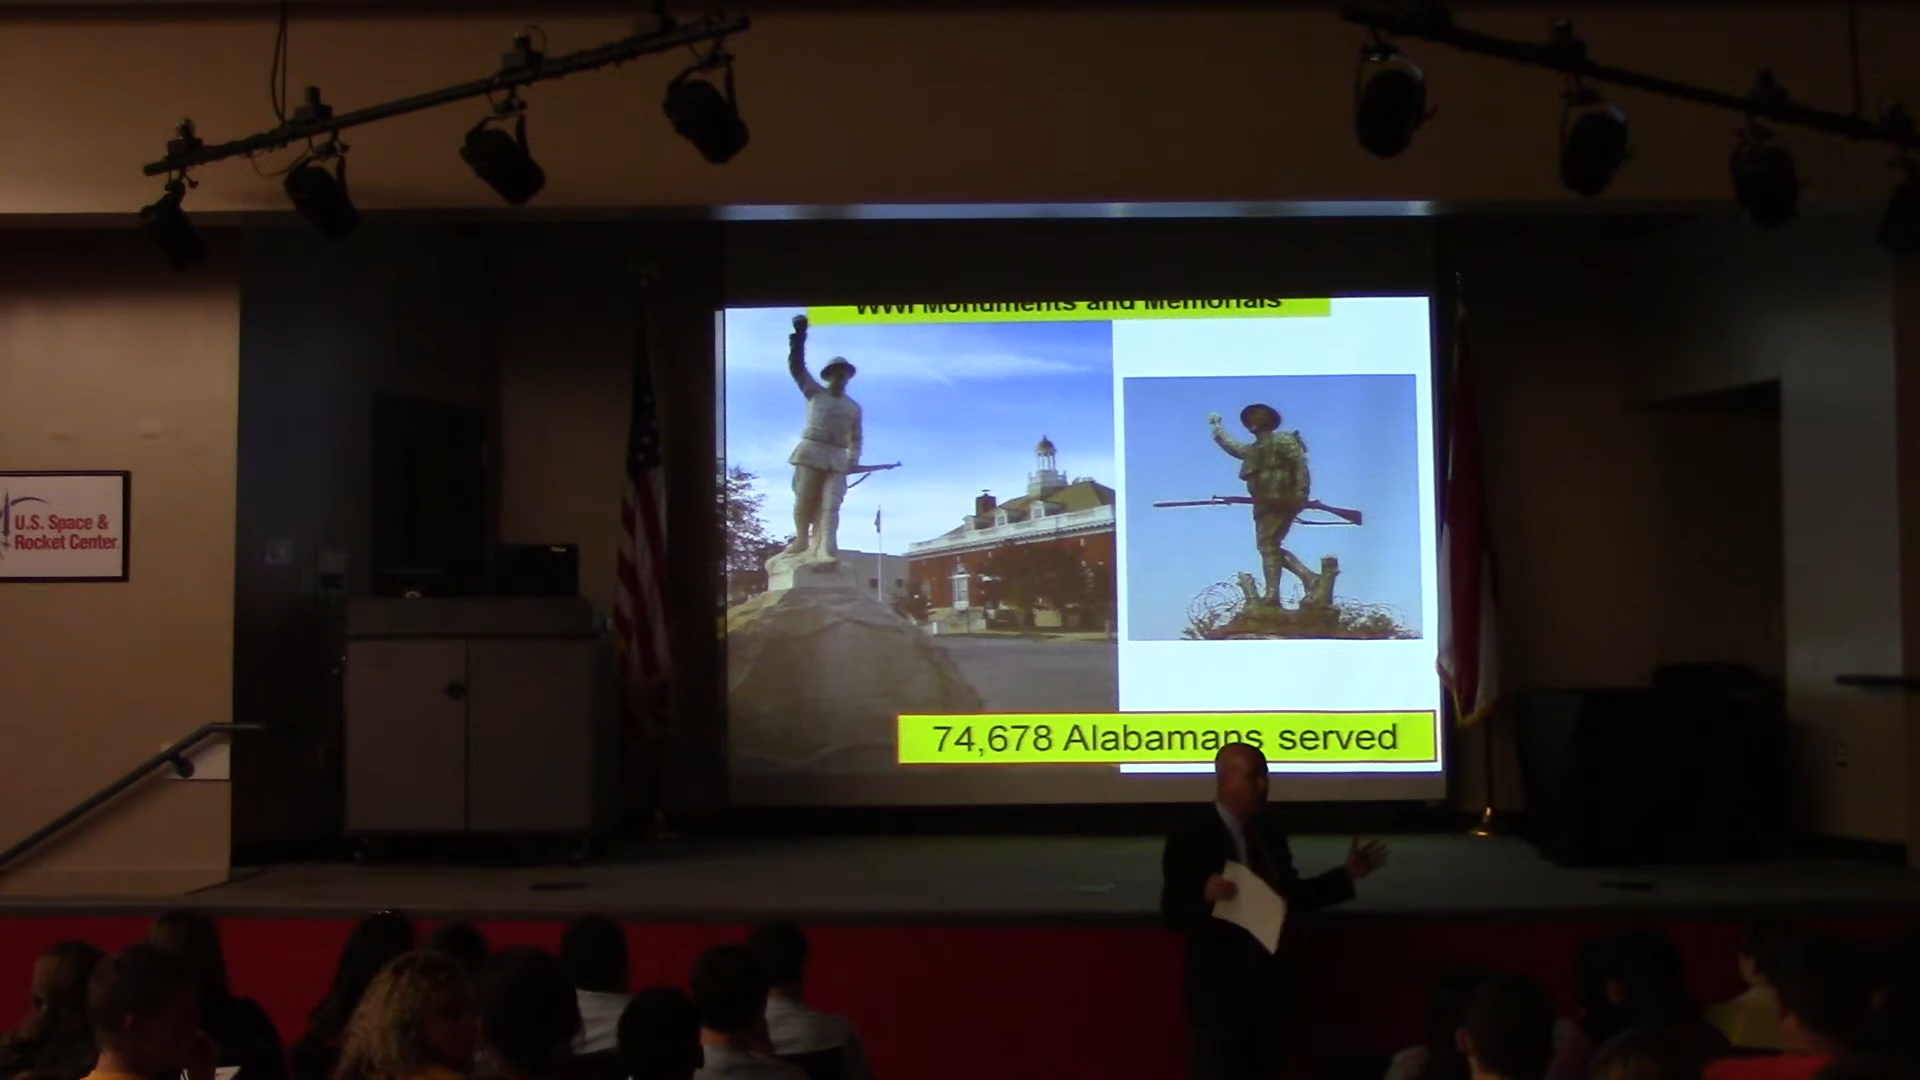 WWI Monuments and Memorials
U.S. Space &
Rocket Center
74,678 Alabamans served